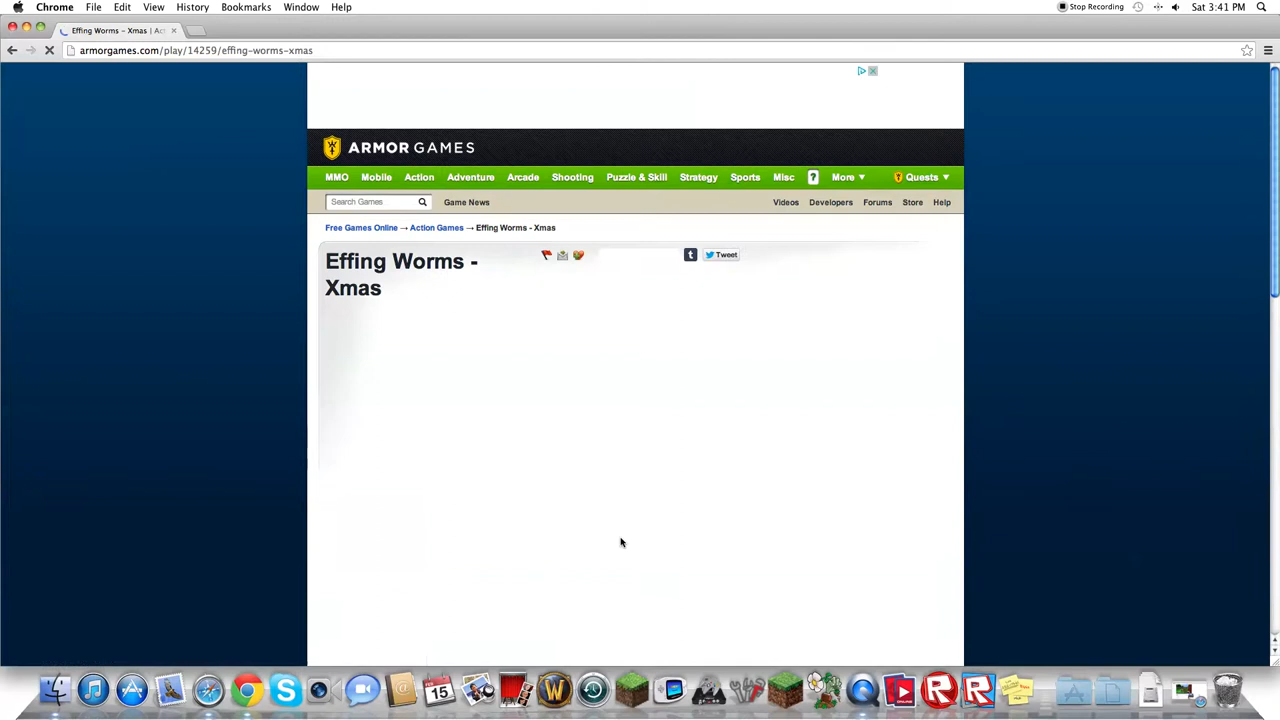 Chrome File Edit View History Bookmarks Window Help Stop Recording Sat 3:41 PM
Effing Worms - Xmas | Ac
armorgames.com/play/14259/effing-worms-xmas
ARMOR GAMES
MMO Mobile Action Adventure Arcade Shooting Puzzle & Skill Strategy Sports Misc ? More Quests
Search Games Game News Videos Developers Forums Store Help
Free Games Online → Action Games → Effing Worms - Xmas
Effing Worms -
Xmas
t Tweet
FEB
15